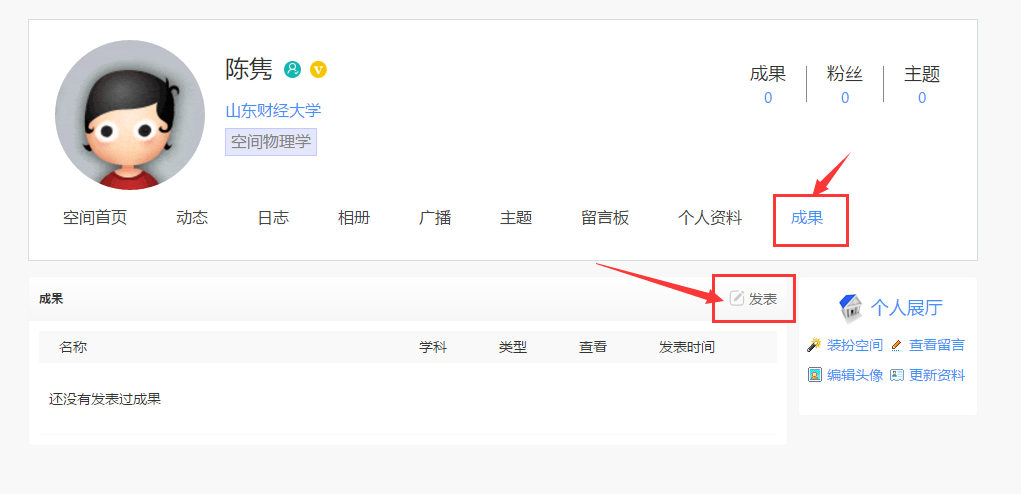 陈隽
山东财经大学
空间物理学
成果 粉丝 主题
0 0 0
空间首页 动态 日志 相册 广播 主题 留言板 个人资料 成果
成果 发表
名称 学科 类型 查看 发表时间
还没有发表过成果
个人展厅
装扮空间 查看留言
编辑头像 更新资料